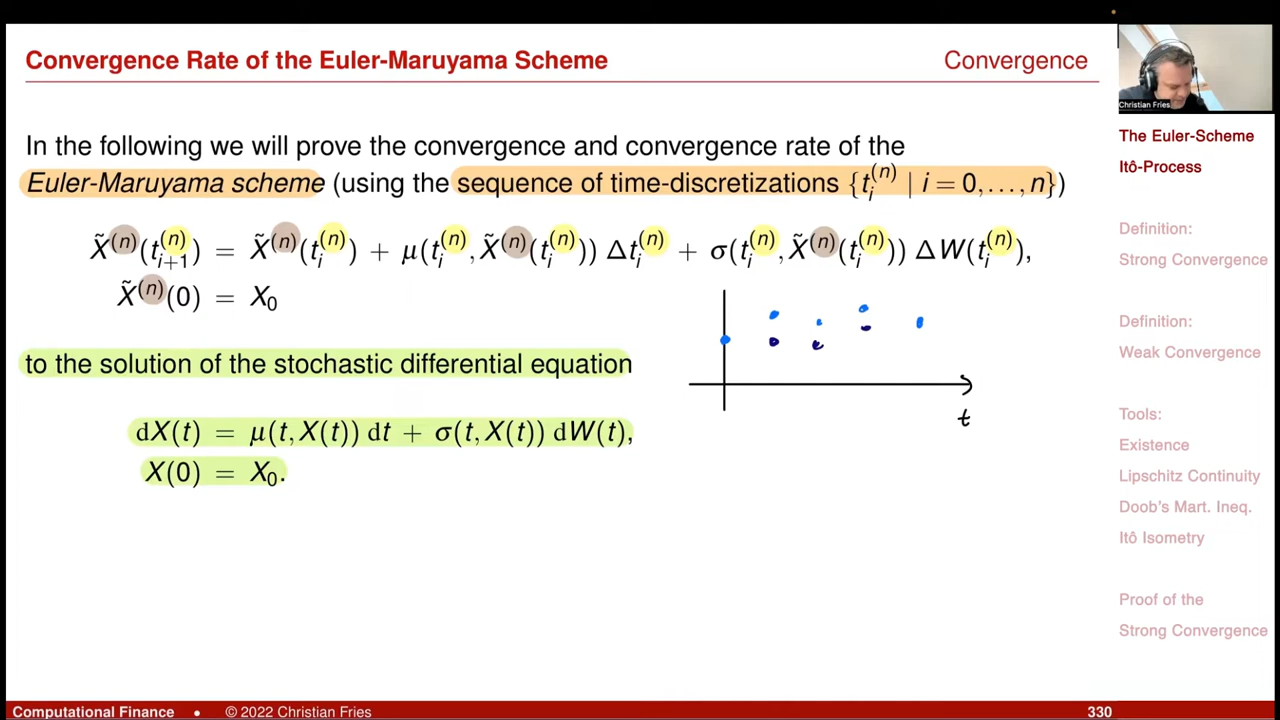 Convergence Rate of the Euler-Maruyama Scheme
Convergence
In the following we will prove the convergence and convergence rate of the
Euler-Maruyama scheme (using the sequence of time-discretizations {t_i^{(n)} | i = 0,…,n})
X̃^{(n)}(t_{i+1}^{(n)}) = X̃^{(n)}(t_i^{(n)}) + μ(t_i^{(n)}, X̃^{(n)}(t_i^{(n)})) Δt_i^{(n)} + σ(t_i^{(n)}, X̃^{(n)}(t_i^{(n)})) ΔW(t_i^{(n)}),
X̃^{(n)}(0) = X_0
t
to the solution of the stochastic differential equation
dX(t) = μ(t, X(t)) dt + σ(t, X(t)) dW(t),
X(0) = X_0.
Christian Fries
The Euler-Scheme
Itô-Process
Definition:
Strong Convergence
Definition:
Weak Convergence
Tools:
Existence
Lipschitz Continuity
Doob's Mart. Ineq.
Itô Isometry
Proof of the
Strong Convergence
Computational Finance • © 2022 Christian Fries
330